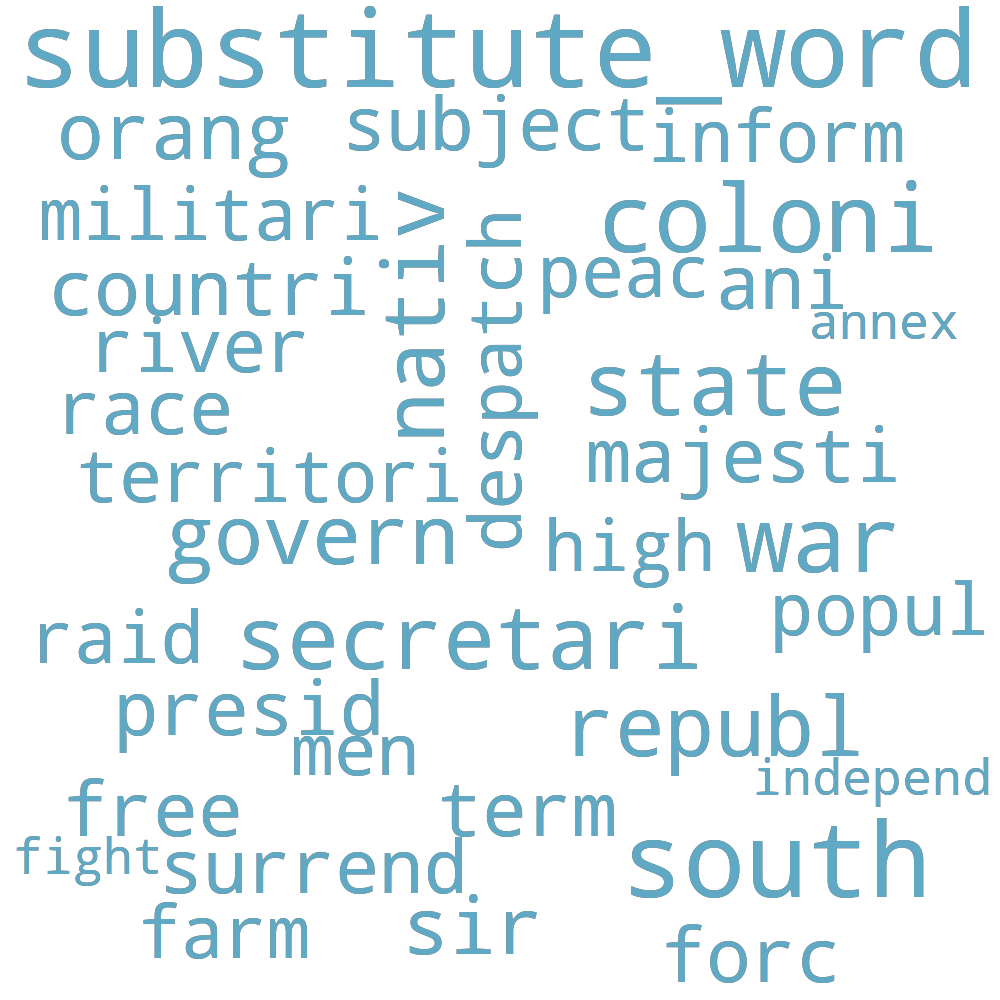 substitute_word
orang subject inform
militari nativ despatch coloni
countri peac ani
river annex
race state
territori majesti
govern high war
raid secretari popul
presid republ
men independ
free term
fight surrend south
farm sir forc